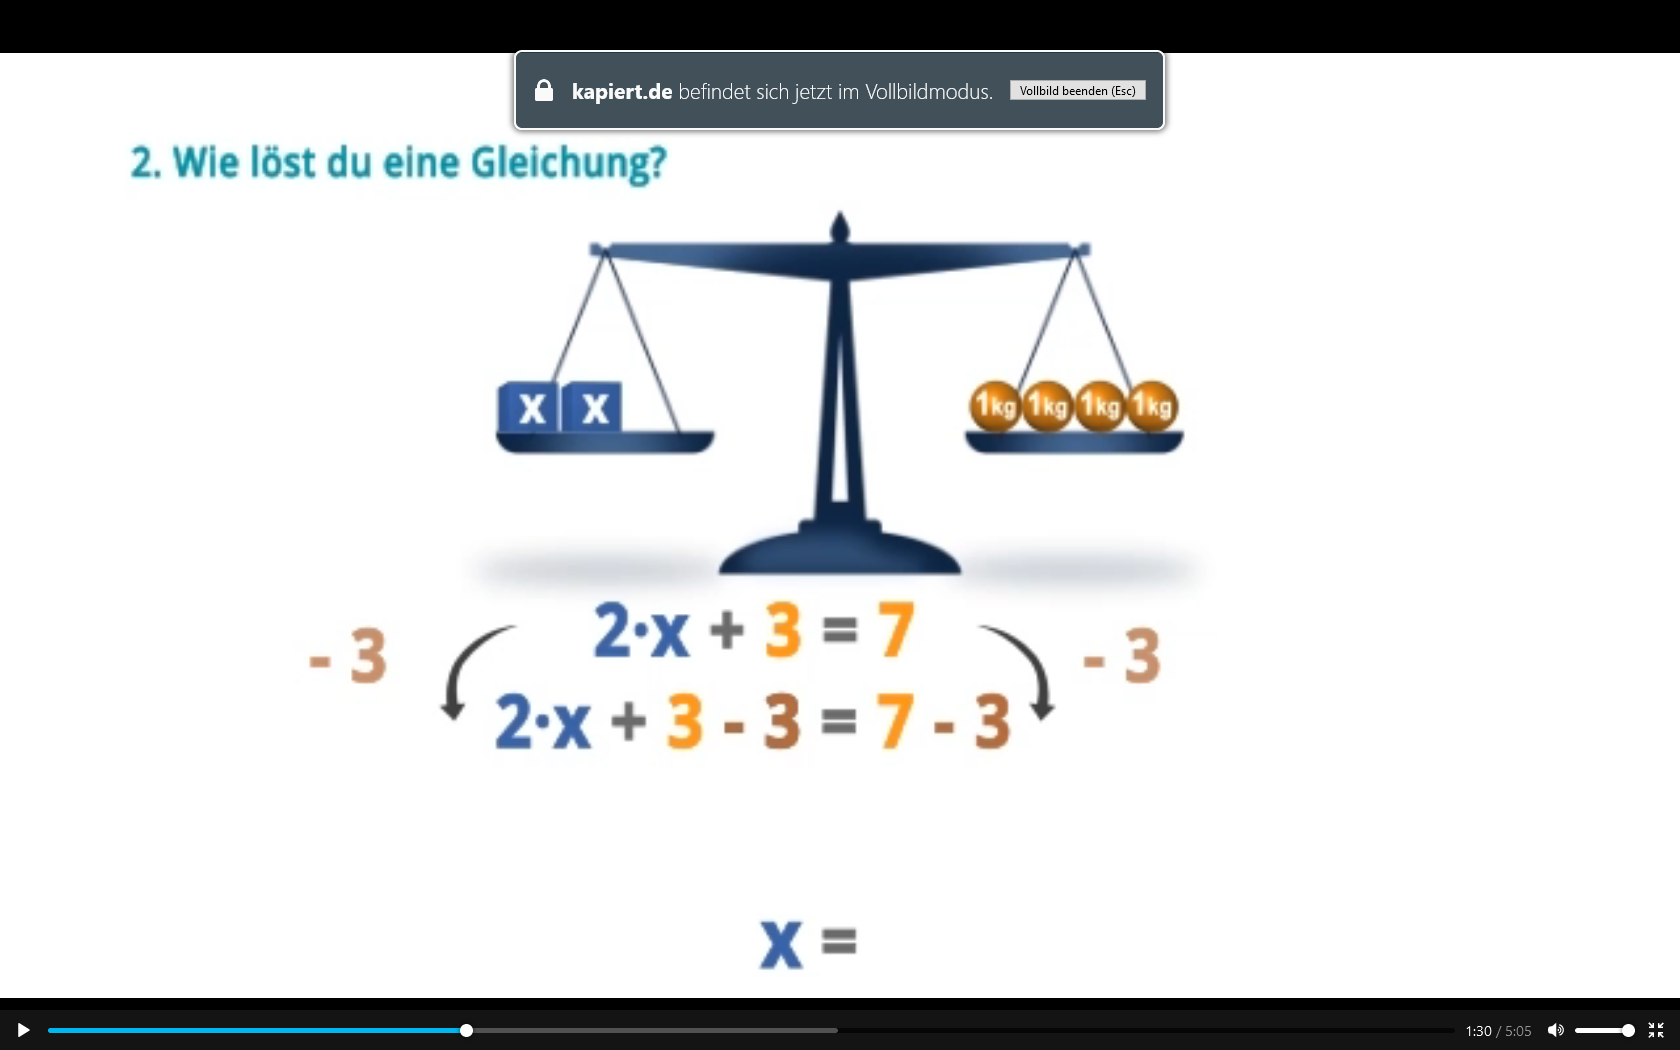 kapiert.de befindet sich jetzt im Vollbildmodus. Vollbild beenden (Esc)
2. Wie löst du eine Gleichung?
x x 1kg 1kg 1kg 1kg
2·x + 3 = 7
- 3 - 3
2·x + 3 - 3 = 7 - 3
x =
1:30 / 5:05